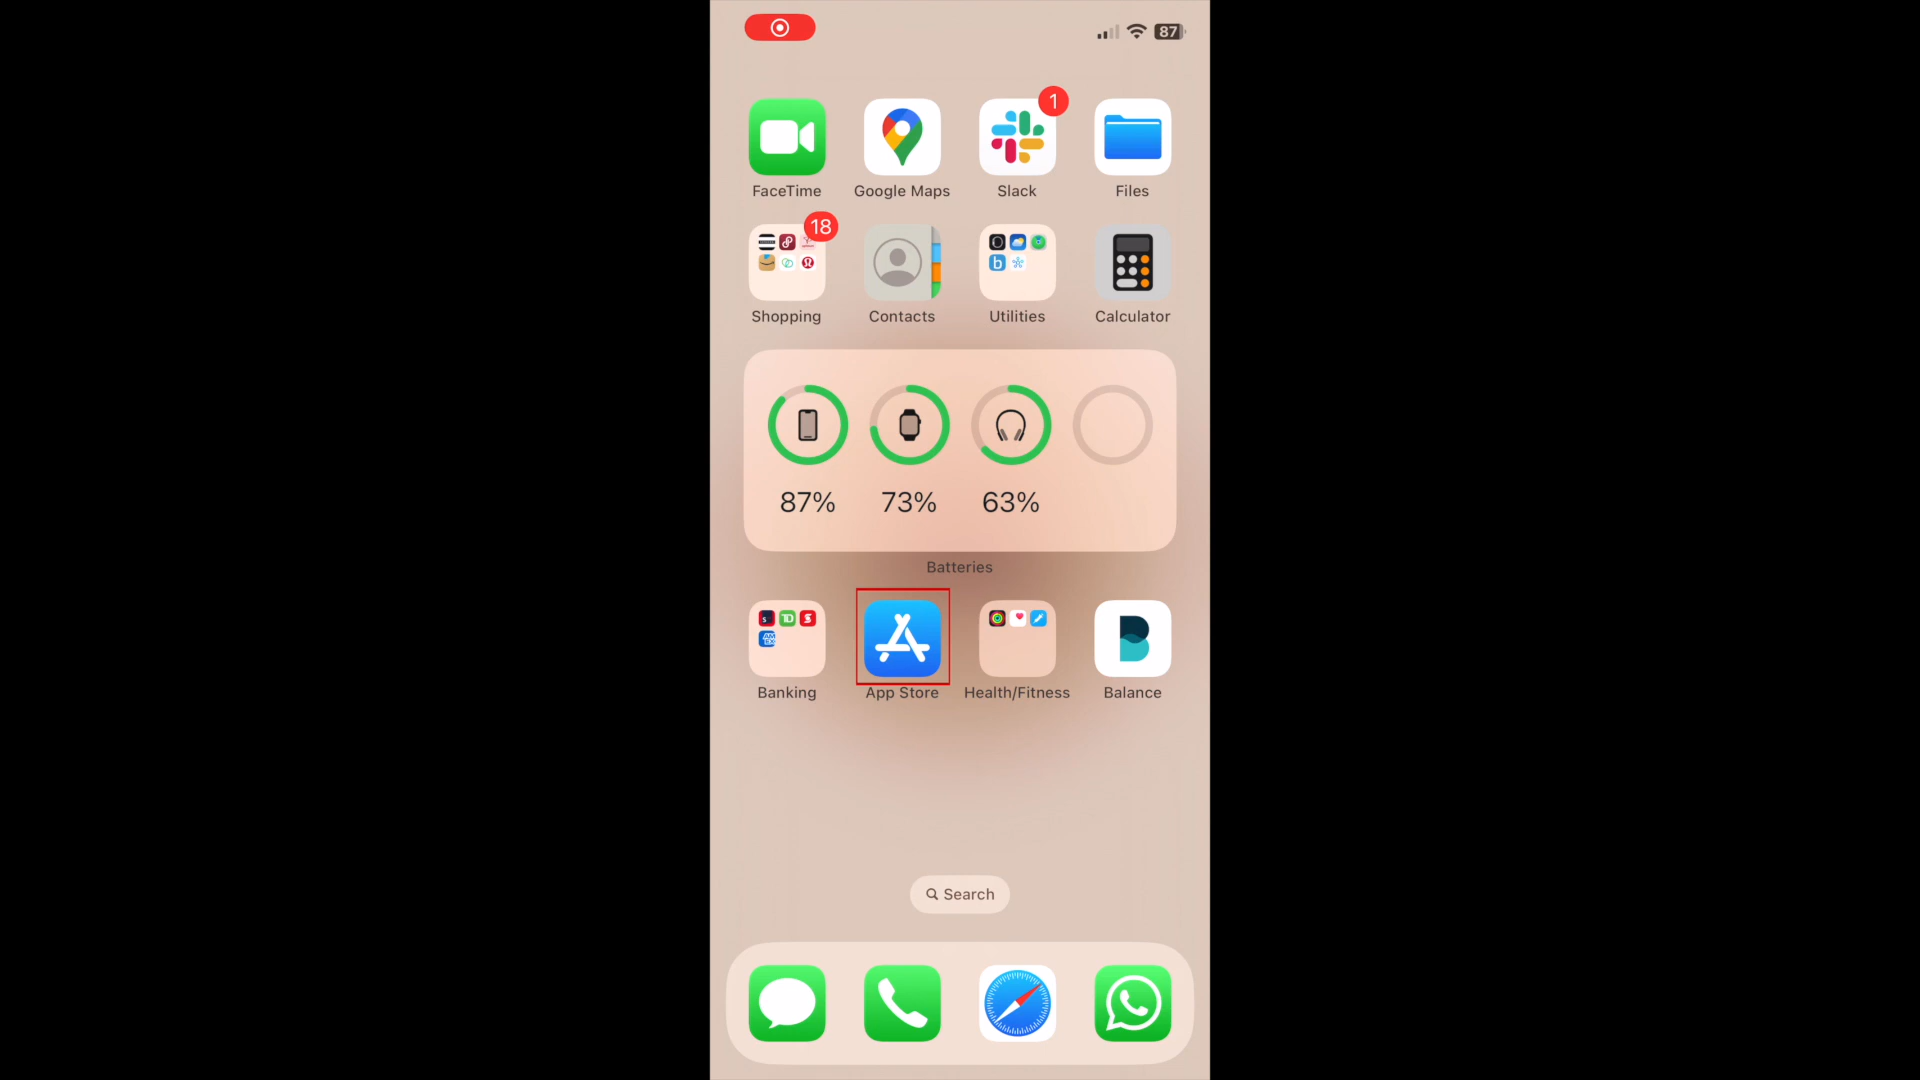 87
1
FaceTime Google Maps Slack Files
18
Shopping Contacts Utilities Calculator
87% 73% 63%
Batteries
Banking App Store Health/Fitness Balance
Search